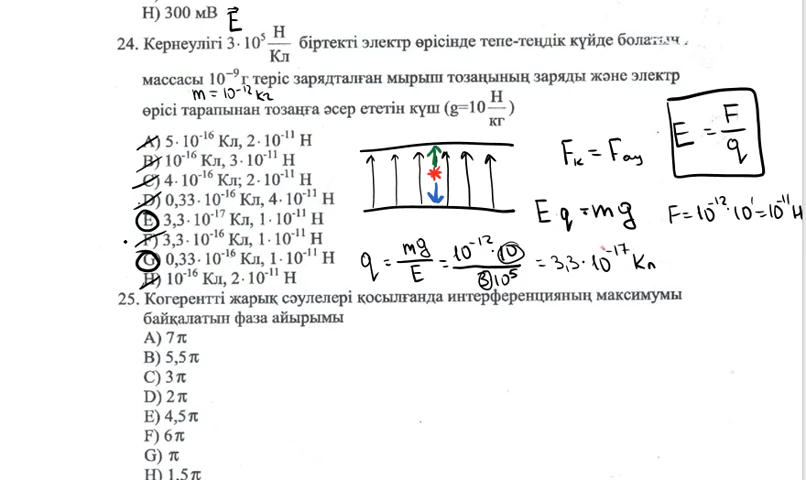 H) 300 мВ
E⃗
24. Кернеулігі 3·10⁵ Н/Кл біртекті электр өрісінде тепе-теңдік күйде болатын,
массасы 10⁻⁹ г теріс зарядталған мырыш тозаңының заряды және электр
m = 10⁻¹² кг
өрісі тарапынан тозаңға әсер ететін күш (g=10 Н/кг)
A) 5·10⁻¹⁶ Кл, 2·10⁻¹¹ Н
B) 10⁻¹⁶ Кл, 3·10⁻¹¹ Н
C) 4·10⁻¹⁶ Кл; 2·10⁻¹¹ Н
D) 0,33·10⁻¹⁶ Кл, 4·10⁻¹¹ Н
E) 3,3·10⁻¹⁷ Кл, 1·10⁻¹¹ Н
F) 3,3·10⁻¹⁶ Кл, 1·10⁻¹¹ Н
G) 0,33·10⁻¹⁶ Кл, 1·10⁻¹¹ Н
H) 10⁻¹⁶ Кл, 2·10⁻¹¹ Н
Fк = Fау
E = F/q
Eq = mg
F = 10⁻¹²·10¹ = 10⁻¹¹ Н
q = mg/E = 10⁻¹²·10/3·10⁵ = 3,3·10⁻¹⁷ Кл
25. Когерентті жарық сәулелері қосылғанда интерференцияның максимумы
байқалатын фаза айырымы
A) 7π
B) 5,5π
C) 3π
D) 2π
E) 4,5π
F) 6π
G) π
H) 1,5π